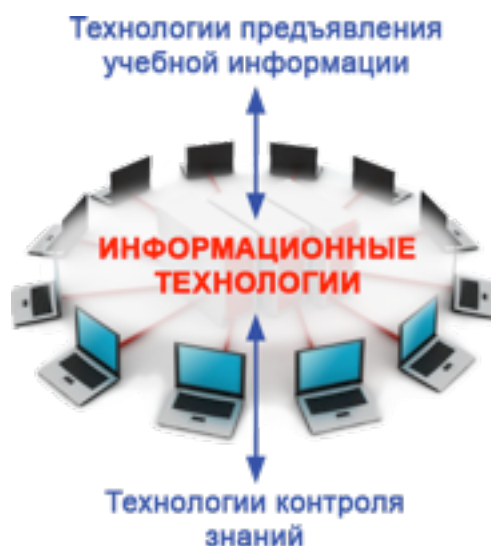 Технологии предъявления
учебной информации
ИНФОРМАЦИОННЫЕ
ТЕХНОЛОГИИ
Технологии контроля
знаний